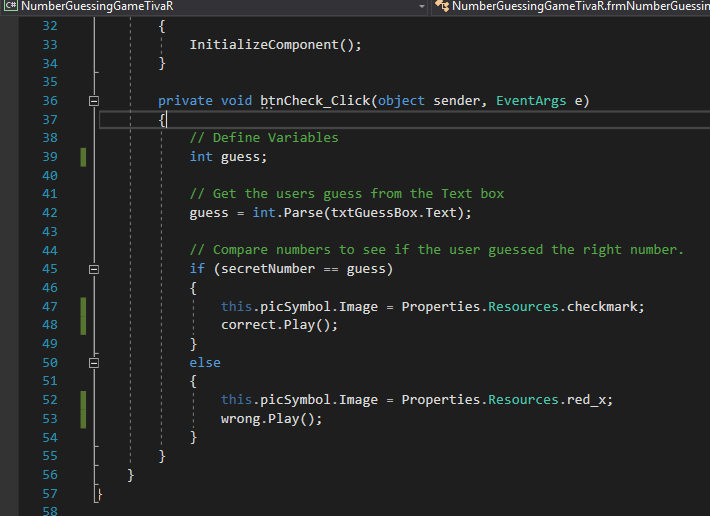 C# NumberGuessingGameTivaR NumberGuessingGameTivaR.frmNumberGuessin
32 {
33 InitializeComponent();
34 }
35
36 private void btnCheck_Click(object sender, EventArgs e)
37 {
38 // Define Variables
39 int guess;
40
41 // Get the users guess from the Text box
42 guess = int.Parse(txtGuessBox.Text);
43
44 // Compare numbers to see if the user guessed the right number.
45 if (secretNumber == guess)
46 {
47 this.picSymbol.Image = Properties.Resources.checkmark;
48 correct.Play();
49 }
50 else
51 {
52 this.picSymbol.Image = Properties.Resources.red_x;
53 wrong.Play();
54 }
55 }
56 }
57 }
58